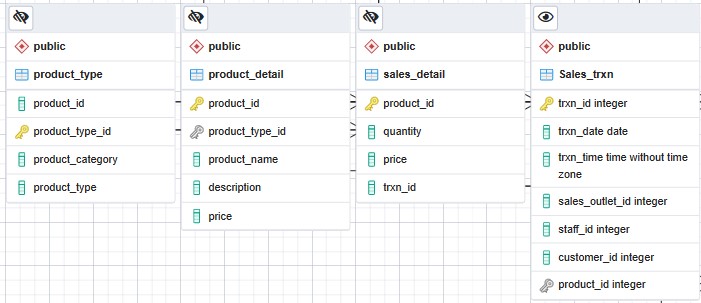 public
product_type
product_id
product_type_id
product_category
product_type
public
product_detail
product_id
product_type_id
product_name
description
price
public
sales_detail
product_id
quantity
price
trxn_id
public
Sales_trxn
trxn_id integer
trxn_date date
trxn_time time without time
zone
sales_outlet_id integer
staff_id integer
customer_id integer
product_id integer